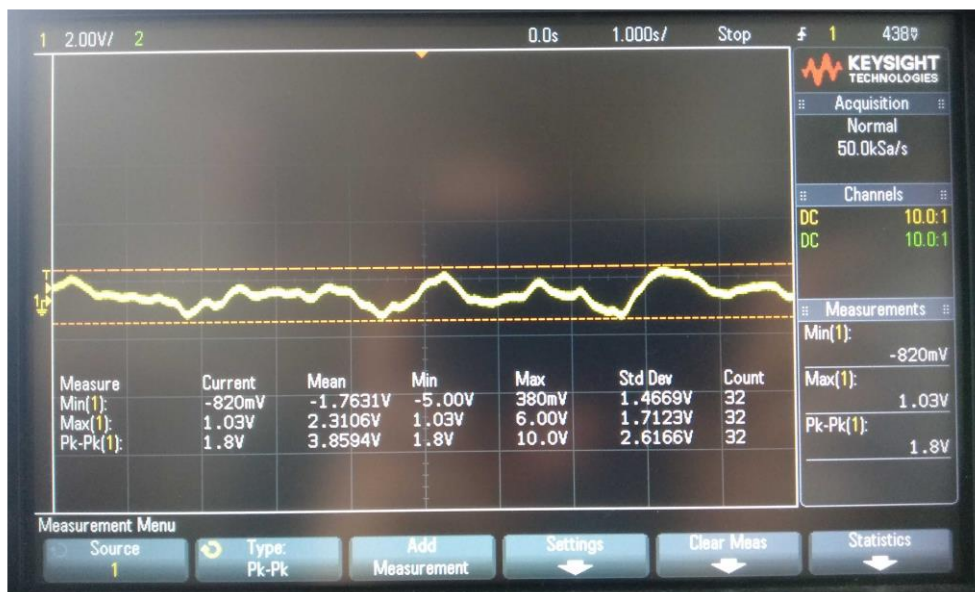 1 2.00V/ 2 0.0s 1.000s/ Stop 1 438▽
KEYSIGHT
TECHNOLOGIES
Acquisition
Normal
50.0kSa/s
Channels
DC 10.0:1
DC 10.0:1
Measurements
Min(1):
-820mV
Max(1):
1.03V
Pk-Pk(1):
1.8V
T
1
Measure Current Mean Min Max Std Dev Count
Min(1): -820mV -1.7631V -5.00V 380mV 1.4669V 32
Max(1): 1.03V 2.3106V 1.03V 6.00V 1.7123V 32
Pk-Pk(1): 1.8V 3.8594V 1.8V 10.0V 2.6166V 32
Measurement Menu
Source
1
Type:
Pk-Pk
Add
Measurement
Settings
Clear Meas
Statistics